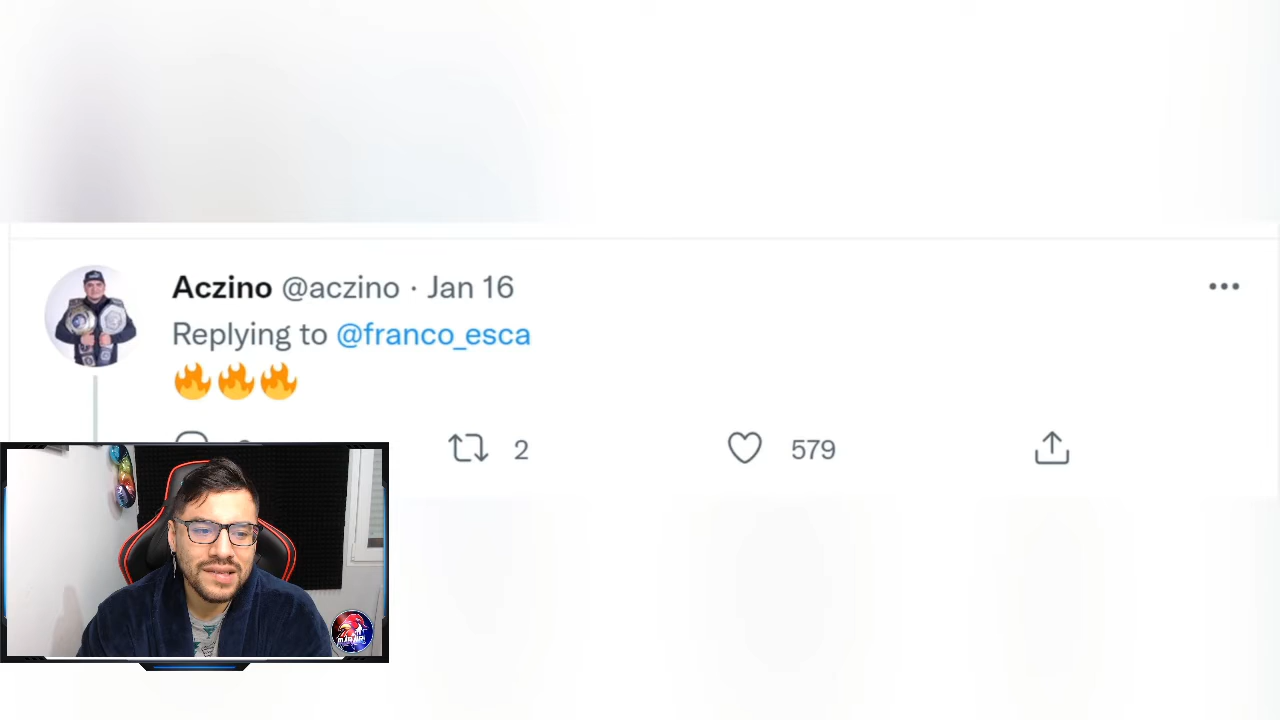 Aczino @aczino · Jan 16
Replying to @franco_esca
🔥🔥🔥
2
579